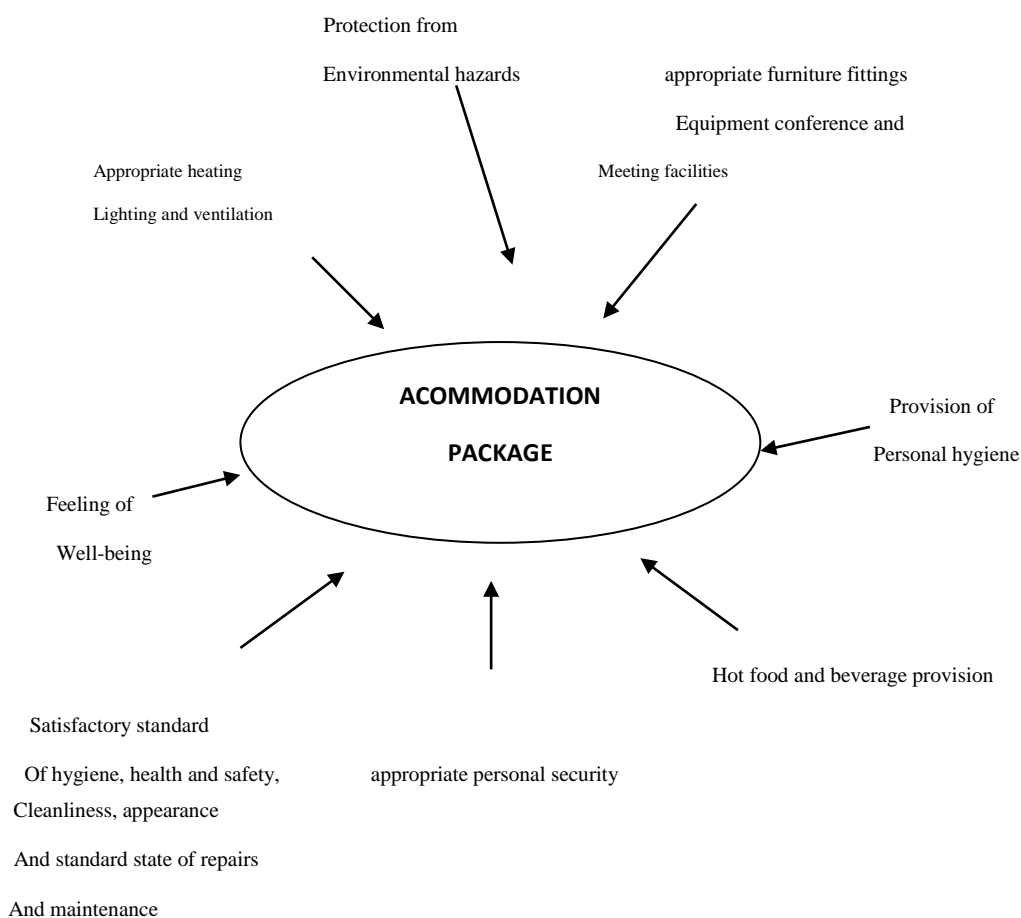 Protection from
Environmental hazards
appropriate furniture fittings
Equipment conference and
Meeting facilities
Appropriate heating
Lighting and ventilation
ACOMMODATION
PACKAGE
Provision of
Personal hygiene
Feeling of
Well-being
Hot food and beverage provision
Satisfactory standard
Of hygiene, health and safety,
Cleanliness, appearance
And standard state of repairs
And maintenance
appropriate personal security